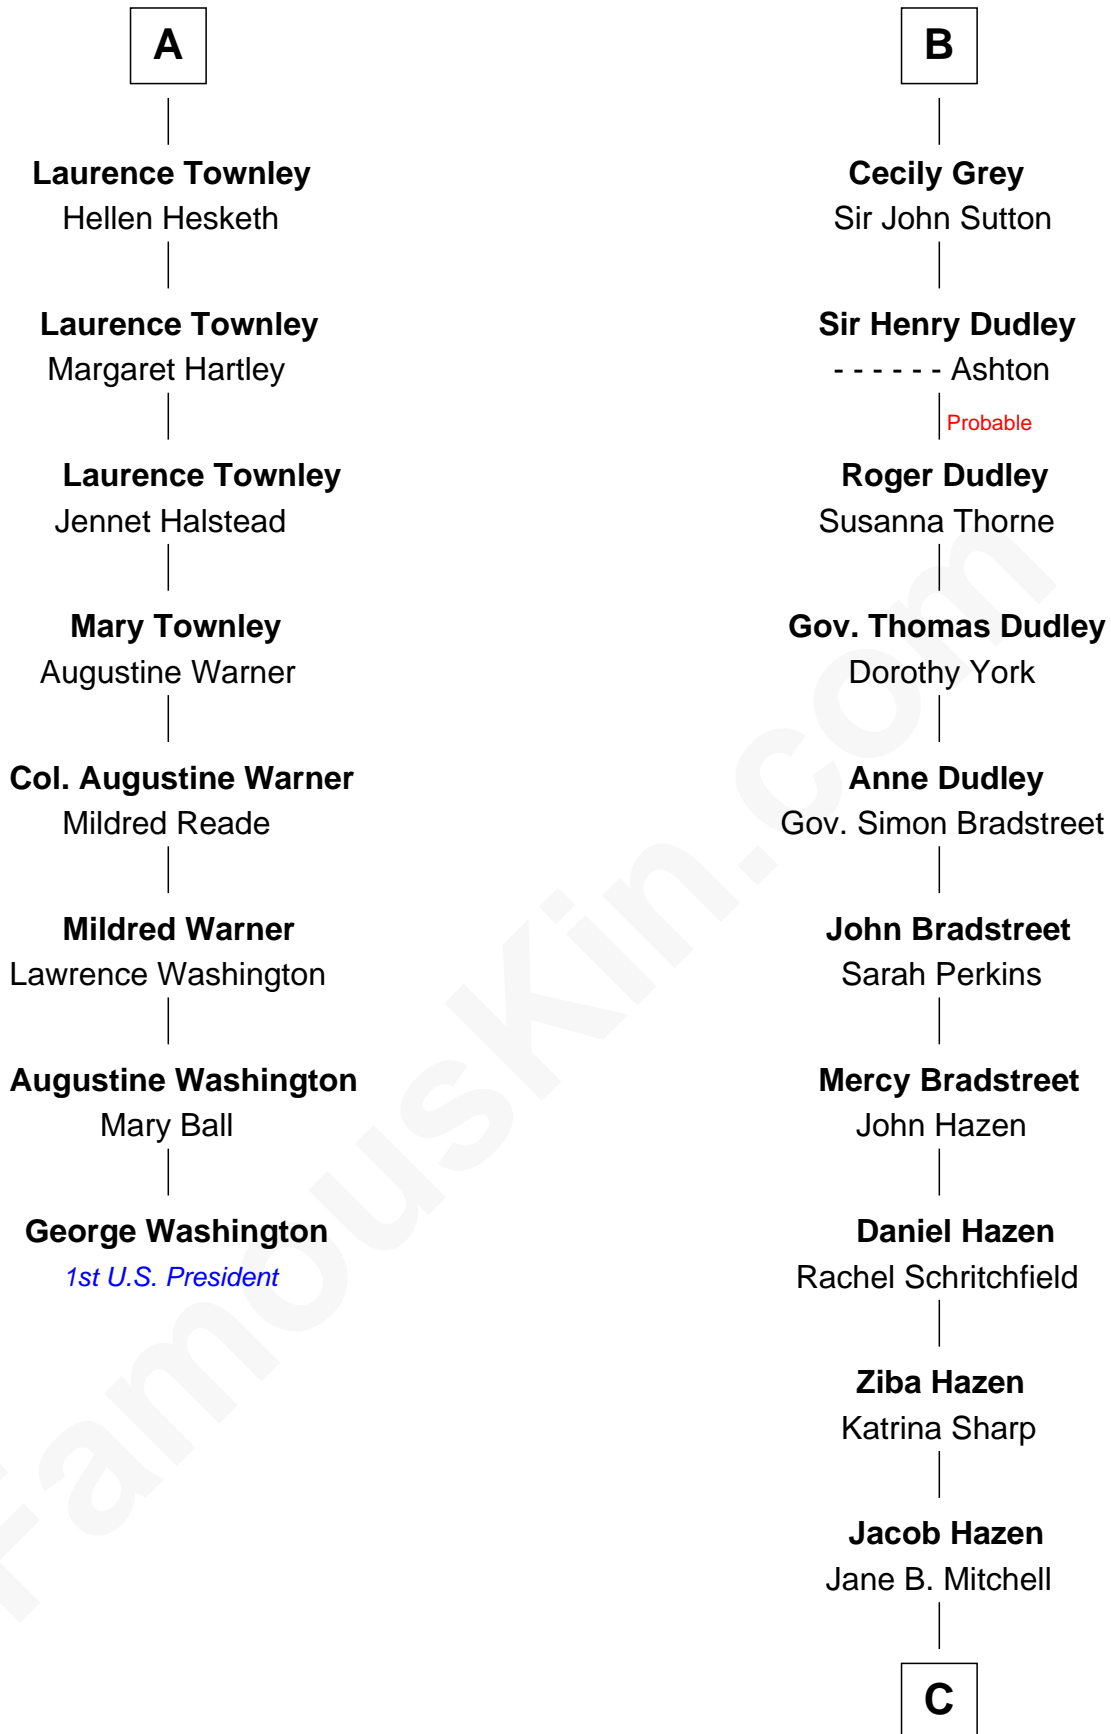 A
Laurence Townley
Hellen Hesketh
Laurence Townley
Margaret Hartley
Laurence Townley
Jennet Halstead
Mary Townley
Augustine Warner
Col. Augustine Warner
Mildred Reade
Mildred Warner
Lawrence Washington
Augustine Washington
Mary Ball
George Washington
1st U.S. President
B
Cecily Grey
Sir John Sutton
Sir Henry Dudley
- - - - - - Ashton
Probable
Roger Dudley
Susanna Thorne
Gov. Thomas Dudley
Dorothy York
Anne Dudley
Gov. Simon Bradstreet
John Bradstreet
Sarah Perkins
Mercy Bradstreet
John Hazen
Daniel Hazen
Rachel Schritchfield
Ziba Hazen
Katrina Sharp
Jacob Hazen
Jane B. Mitchell
C
FamousKin.com